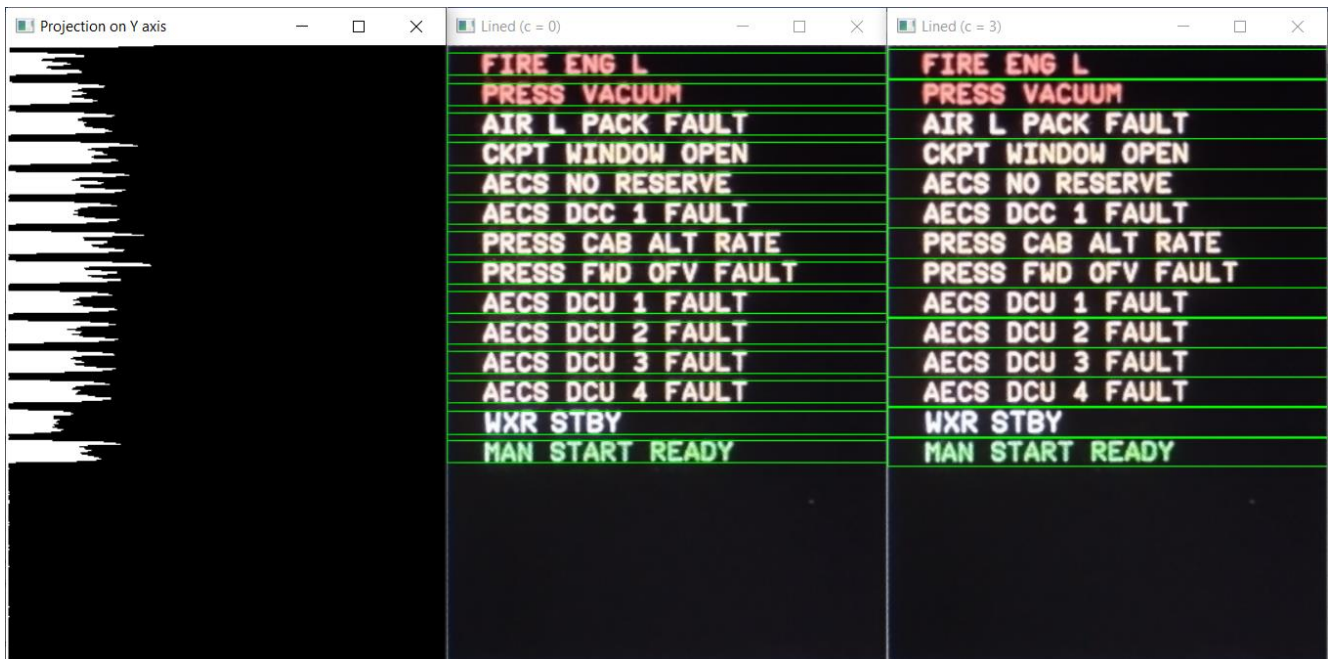 Projection on Y axis
Lined (c = 0)
FIRE ENG L
PRESS VACUUM
AIR L PACK FAULT
CKPT WINDOW OPEN
AECS NO RESERVE
AECS DCC 1 FAULT
PRESS CAB ALT RATE
PRESS FWD OFV FAULT
AECS DCU 1 FAULT
AECS DCU 2 FAULT
AECS DCU 3 FAULT
AECS DCU 4 FAULT
WXR STBY
MAN START READY
Lined (c = 3)
FIRE ENG L
PRESS VACUUM
AIR L PACK FAULT
CKPT WINDOW OPEN
AECS NO RESERVE
AECS DCC 1 FAULT
PRESS CAB ALT RATE
PRESS FWD OFV FAULT
AECS DCU 1 FAULT
AECS DCU 2 FAULT
AECS DCU 3 FAULT
AECS DCU 4 FAULT
WXR STBY
MAN START READY